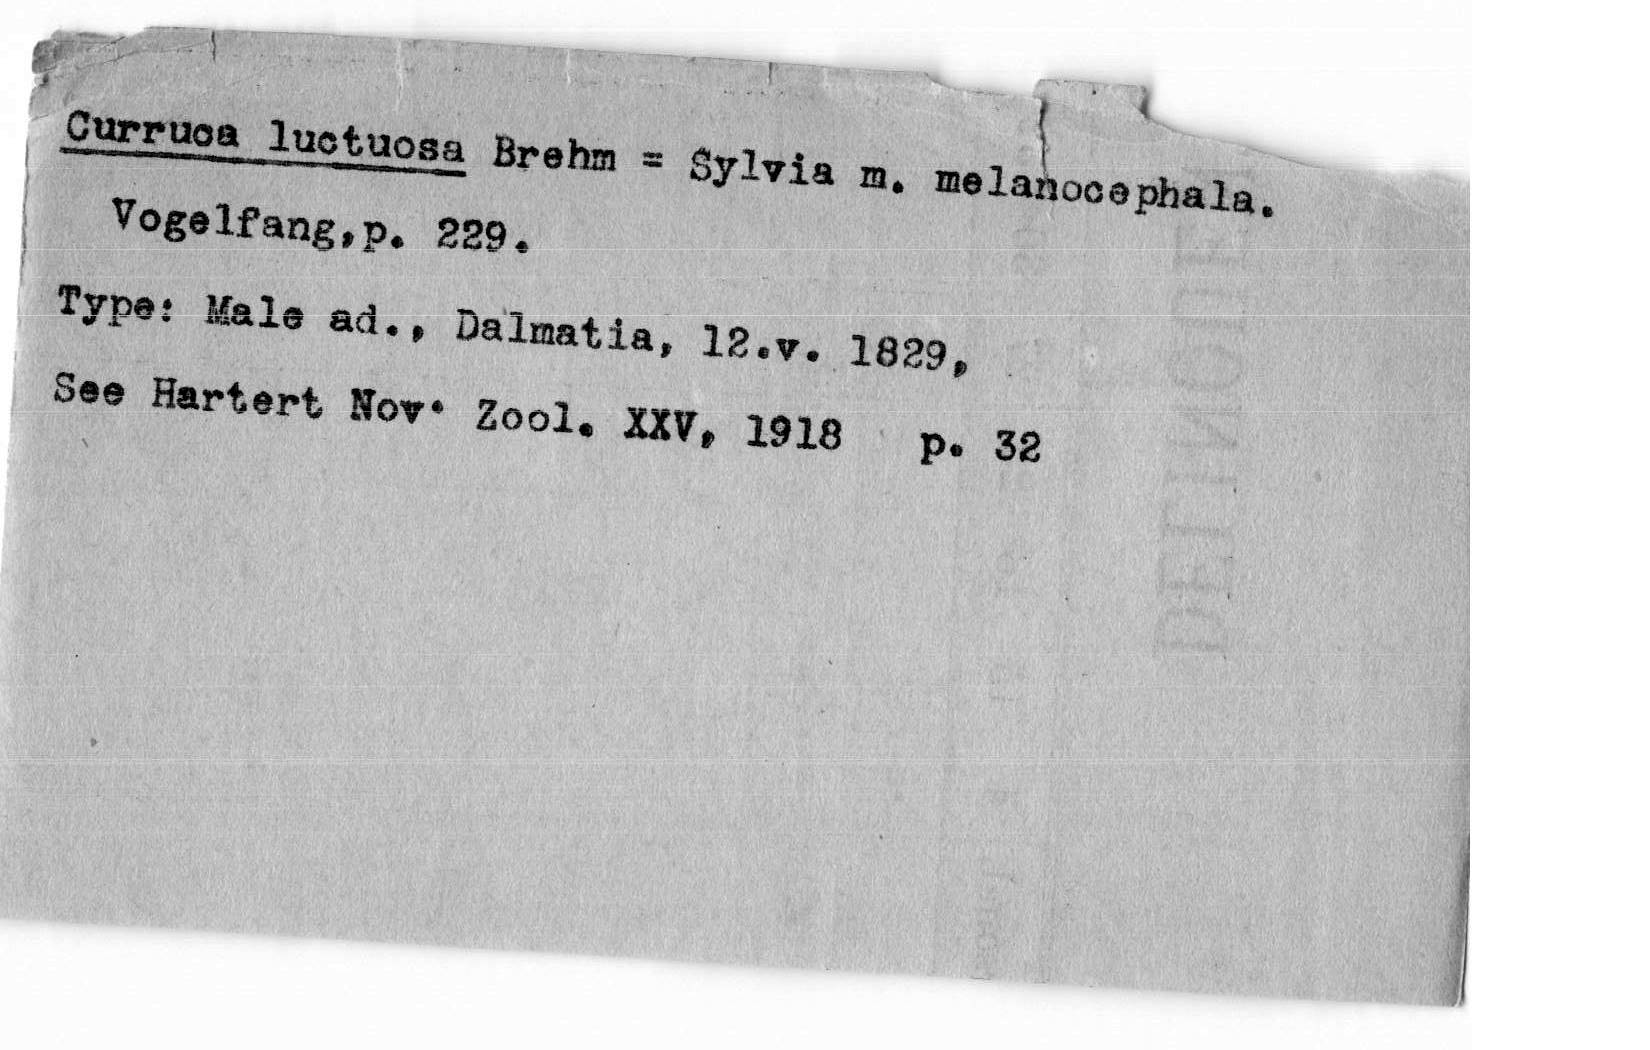 Curruca luctuosa Brehm = Sylvia m. melanocephala.
Vogelfang,p. 229.
Type: Male ad., Dalmatia, 12.v. 1829,
See Hartert Nov. Zool. XXV, 1918 p. 32